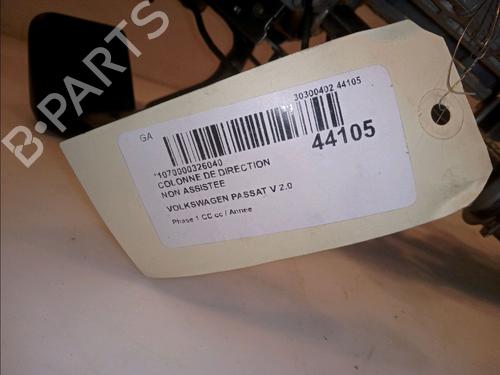 B-PARTS
GA
30300402 44105
44105
*1070000326040
COLONNE DE DIRECTION
NON ASSISTEE
VOLKSWAGEN PASSAT V 2.0
Phase 1 CC cc / Année